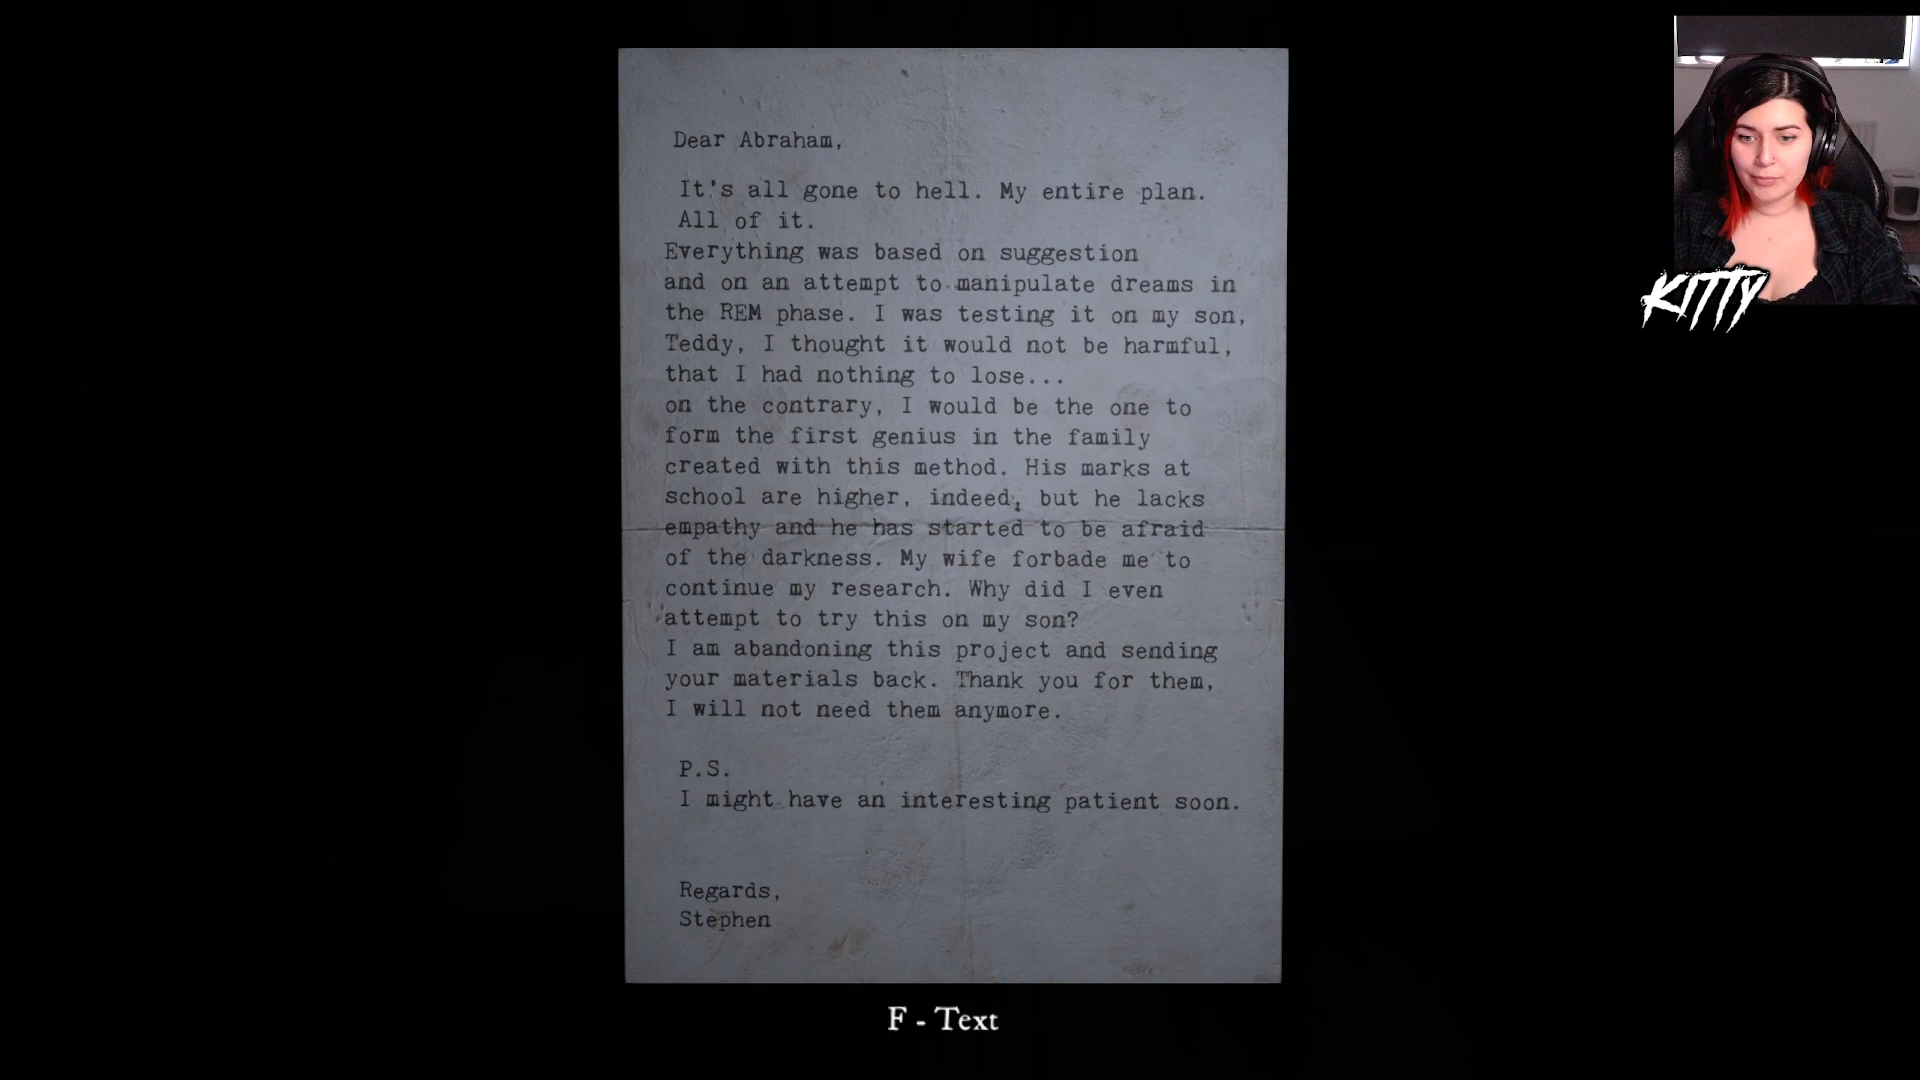 Dear Abraham,
It's all gone to hell. My entire plan.
All of it.
Everything was based on suggestion
and on an attempt to manipulate dreams in
the REM phase. I was testing it on my son,
Teddy, I thought it would not be harmful,
that I had nothing to lose...
on the contrary, I would be the one to
form the first genius in the family
created with this method. His marks at
school are higher, indeed, but he lacks
empathy and he has started to be afraid
of the darkness. My wife forbade me to
continue my research. Why did I even
attempt to try this on my son?
I am abandoning this project and sending
your materials back. Thank you for them,
I will not need them anymore.
P.S.
I might have an interesting patient soon.
Regards,
Stephen
F - Text
KITTY